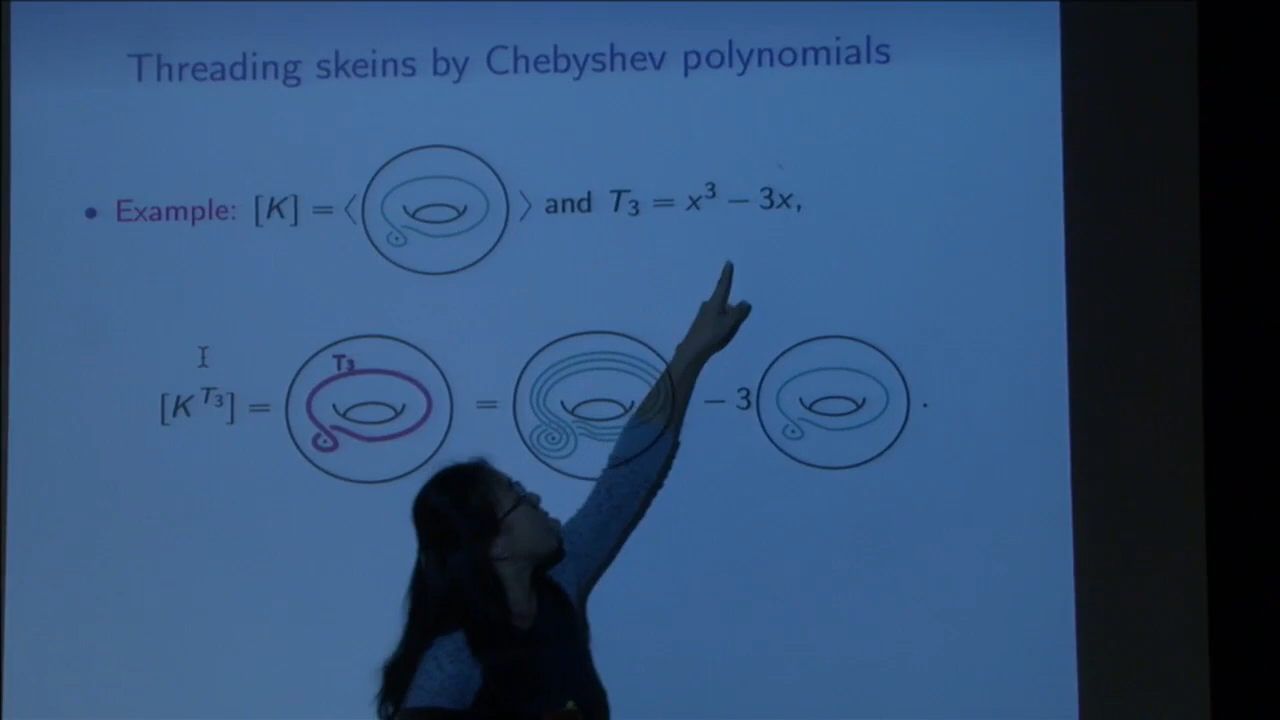 Threading skeins by Chebyshev polynomials
• Example: [K] = ⟨ ⟩ and T₃ = x³ − 3x,
T₃
[K^{T₃}] = = − 3 .